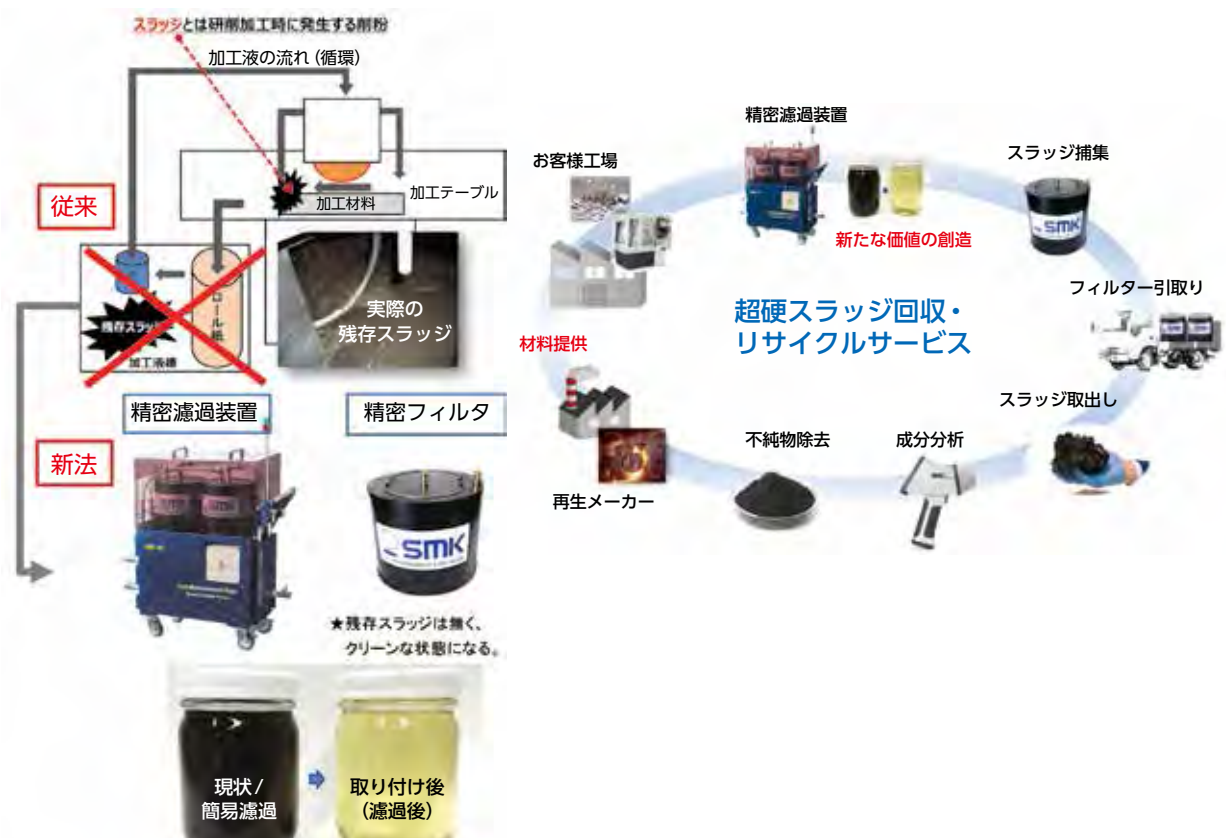 スラッジとは研削加工時に発生する削粉
加工液の流れ（循環）
加工テーブル
加工材料
従来
ロール紙
残存スラッジ
加工液槽
実際の
残存スラッジ
精密濾過装置
精密フィルタ
新法
SMK
★残存スラッジは無く、
クリーンな状態になる。
現状/
簡易濾過
取り付け後
（濾過後）
精密濾過装置
お客様工場
スラッジ捕集
SMK
新たな価値の創造
フィルター引取り
超硬スラッジ回収・
リサイクルサービス
材料提供
スラッジ取出し
不純物除去
成分分析
再生メーカー